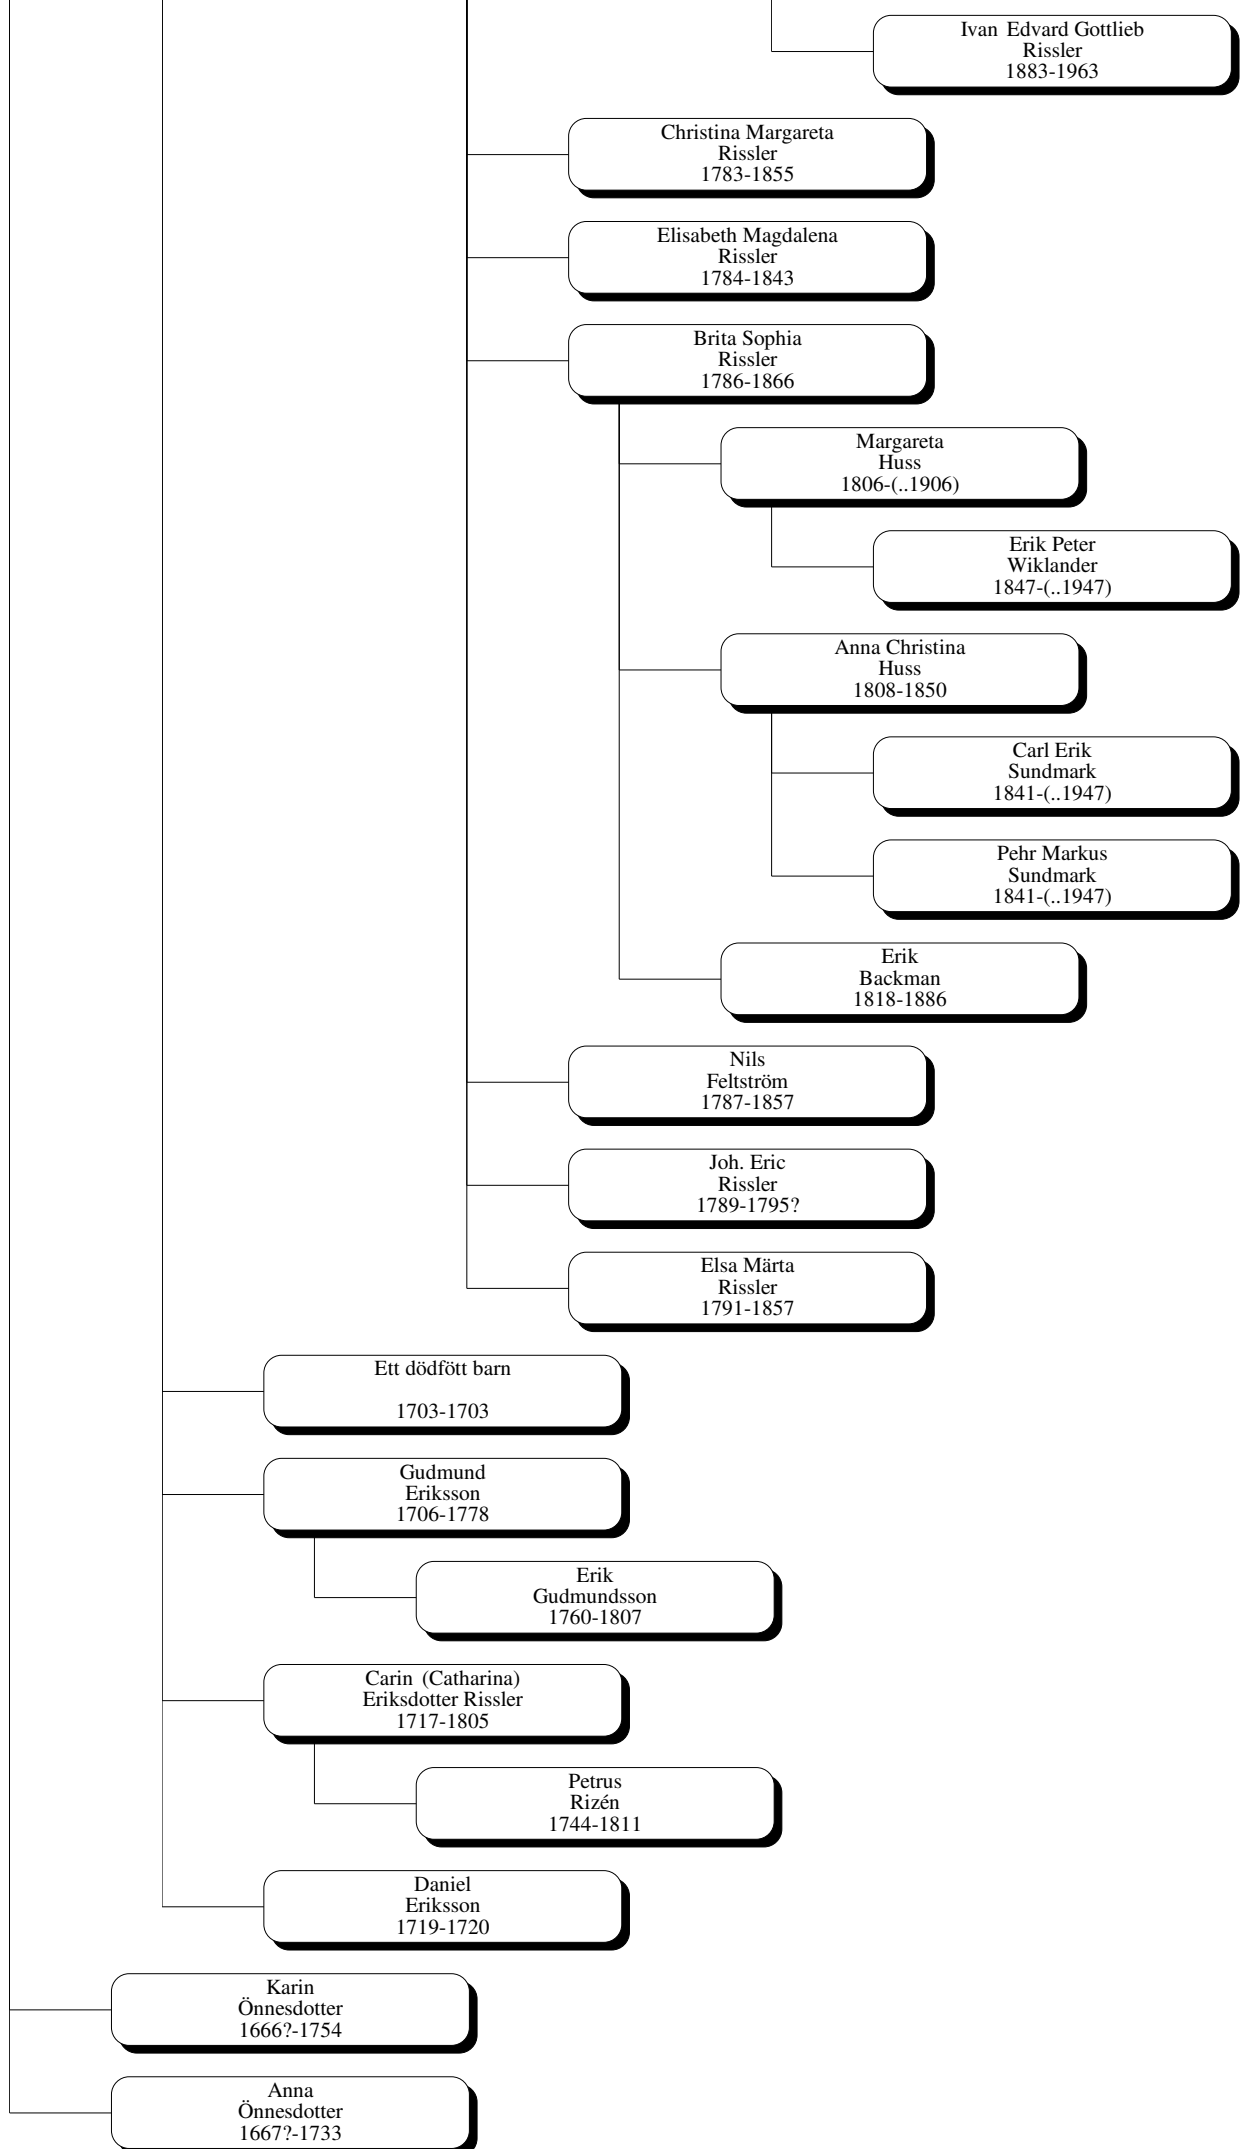 Ivan Edvard Gottlieb
Rissler
1883-1963
Christina Margareta
Rissler
1783-1855
Elisabeth Magdalena
Rissler
1784-1843
Brita Sophia
Rissler
1786-1866
Margareta
Huss
1806-(..1906)
Erik Peter
Wiklander
1847-(..1947)
Anna Christina
Huss
1808-1850
Carl Erik
Sundmark
1841-(..1947)
Pehr Markus
Sundmark
1841-(..1947)
Erik
Backman
1818-1886
Nils
Feltström
1787-1857
Joh. Eric
Rissler
1789-1795?
Elsa Märta
Rissler
1791-1857
Ett dödfött barn
1703-1703
Gudmund
Eriksson
1706-1778
Erik
Gudmundsson
1760-1807
Carin (Catharina)
Eriksdotter Rissler
1717-1805
Petrus
Rizén
1744-1811
Daniel
Eriksson
1719-1720
Karin
Önnesdotter
1666?-1754
Anna
Önnesdotter
1667?-1733